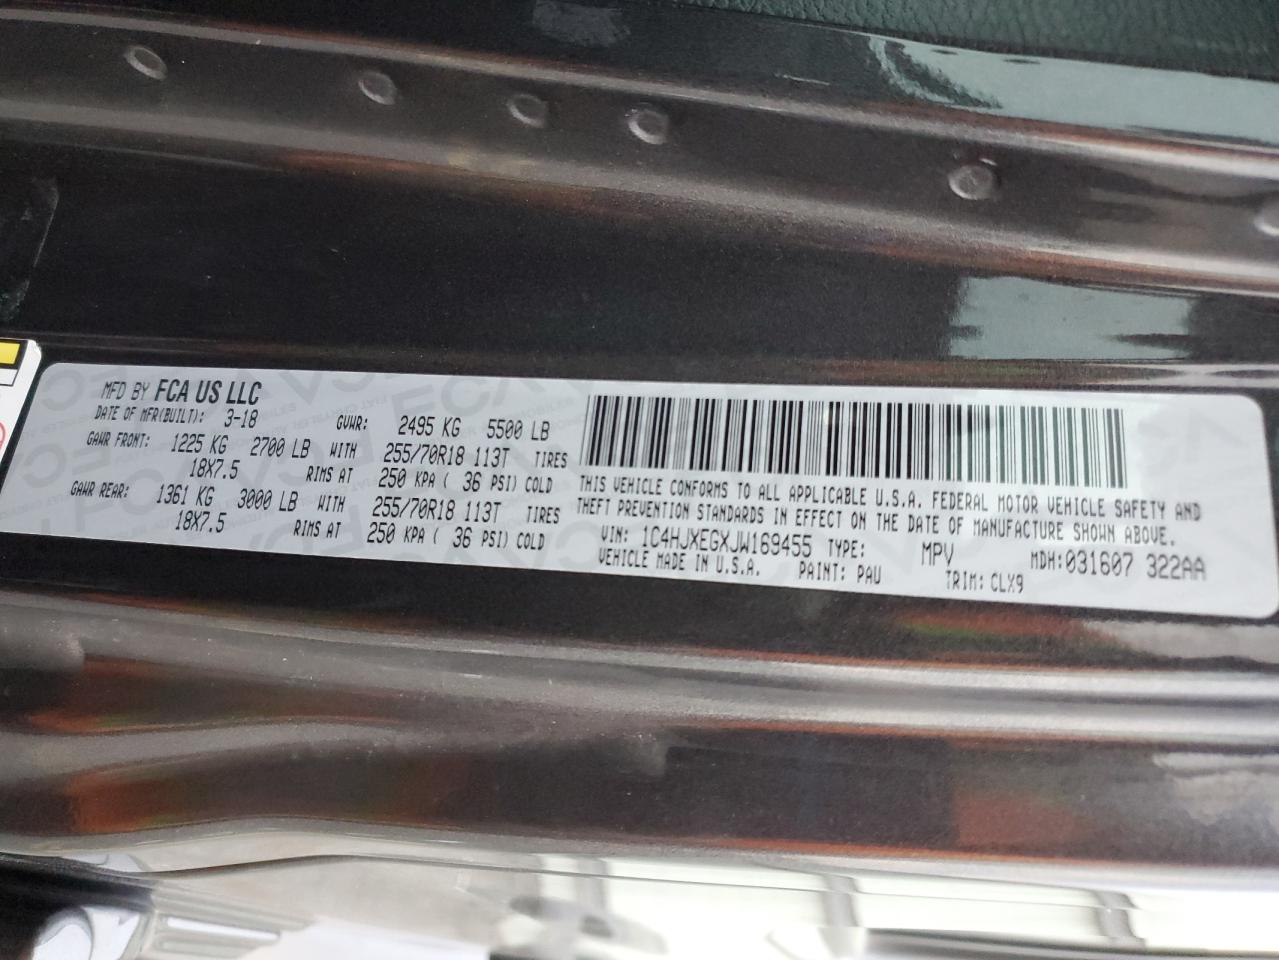 MFD BY FCA US LLC
DATE OF MFR(BUILT): 3-18 GVWR: 2495 KG 5500 LB
GAWR FRONT: 1225 KG 2700 LB WITH 255/70R18 113T TIRES
18X7.5 RIMS AT 250 KPA ( 36 PSI) COLD
GAWR REAR: 1361 KG 3000 LB WITH 255/70R18 113T TIRES
18X7.5 RIMS AT 250 KPA ( 36 PSI) COLD
THIS VEHICLE CONFORMS TO ALL APPLICABLE U.S.A. FEDERAL MOTOR VEHICLE SAFETY AND
THEFT PREVENTION STANDARDS IN EFFECT ON THE DATE OF MANUFACTURE SHOWN ABOVE.
VIN: 1C4HJXEGXJW169455 TYPE: MPV MDH:031607 322AA
VEHICLE MADE IN U.S.A. PAINT: PAU TRIM: CLX9